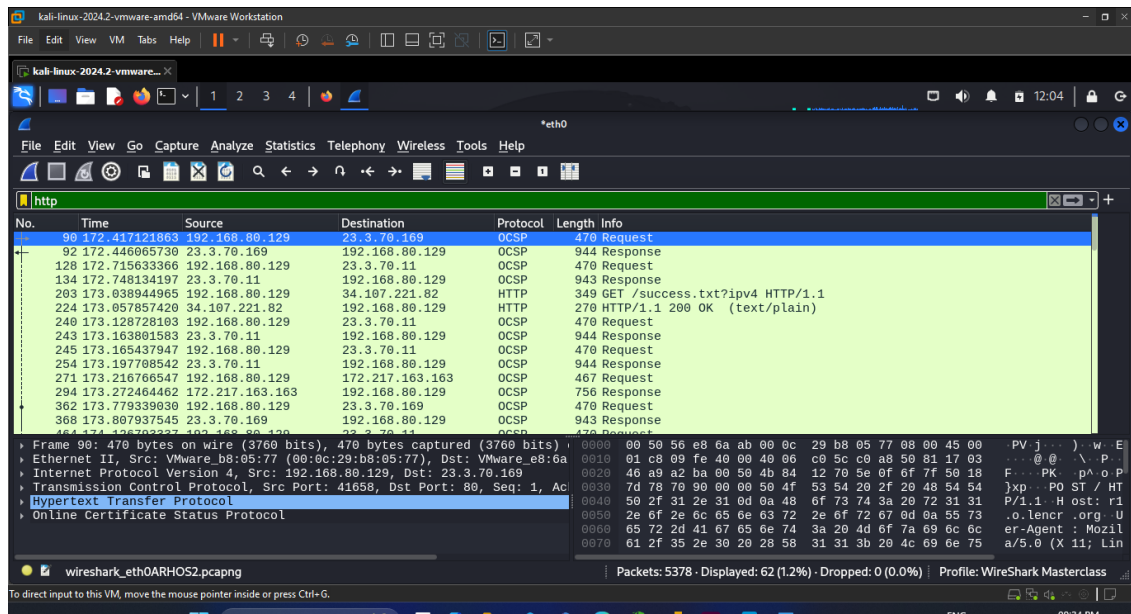 kali-linux-2024.2-vmware-amd64 - VMware Workstation
File Edit View VM Tabs Help
kali-linux-2024.2-vmware...
1 2 3 4 12:04
*eth0
File Edit View Go Capture Analyze Statistics Telephony Wireless Tools Help
http
No. Time Source Destination Protocol Length Info
90 172.417121863 192.168.80.129 23.3.70.169 OCSP 470 Request
92 172.446065730 23.3.70.169 192.168.80.129 OCSP 944 Response
128 172.715633366 192.168.80.129 23.3.70.11 OCSP 470 Request
134 172.748134197 23.3.70.11 192.168.80.129 OCSP 943 Response
203 173.038944965 192.168.80.129 34.107.221.82 HTTP 349 GET /success.txt?ipv4 HTTP/1.1
224 173.057857420 34.107.221.82 192.168.80.129 HTTP 270 HTTP/1.1 200 OK (text/plain)
240 173.128728103 192.168.80.129 23.3.70.11 OCSP 470 Request
243 173.163801583 23.3.70.11 192.168.80.129 OCSP 944 Response
245 173.165437947 192.168.80.129 23.3.70.11 OCSP 470 Request
254 173.197708542 23.3.70.11 192.168.80.129 OCSP 944 Response
271 173.216766547 192.168.80.129 172.217.163.163 OCSP 467 Request
294 173.272464462 172.217.163.163 192.168.80.129 OCSP 756 Response
362 173.779339030 192.168.80.129 23.3.70.169 OCSP 470 Request
368 173.807937545 23.3.70.169 192.168.80.129 OCSP 943 Response
Frame 90: 470 bytes on wire (3760 bits), 470 bytes captured (3760 bits)
Ethernet II, Src: VMware_b8:05:77 (00:0c:29:b8:05:77), Dst: VMware_e8:6a
Internet Protocol Version 4, Src: 192.168.80.129, Dst: 23.3.70.169
Transmission Control Protocol, Src Port: 41658, Dst Port: 80, Seq: 1, Ac
Hypertext Transfer Protocol
Online Certificate Status Protocol
0000 00 50 56 e8 6a ab 00 0c 29 b8 05 77 08 00 45 00 ·PV·j··· )··w··E·
0010 01 c8 09 fe 40 00 40 06 c0 5c c0 a8 50 81 17 03 ····@·@· ·\··P···
0020 46 a9 a2 ba 00 50 4b 84 12 70 5e 0f 6f 7f 50 18 F····PK· ·p^·o·P·
0030 7d 78 70 90 00 00 50 4f 53 54 20 2f 20 48 54 54 }xp···PO ST / HT
0040 50 2f 31 2e 31 0d 0a 48 6f 73 74 3a 20 72 31 31 P/1.1··H ost: r1
0050 2e 6f 2e 6c 65 6e 63 72 2e 6f 72 67 0d 0a 55 73 .o.lencr .org··U
0060 65 72 2d 41 67 65 6e 74 3a 20 4d 6f 7a 69 6c 6c er-Agent : Mozil
0070 61 2f 35 2e 30 20 28 58 31 31 3b 20 4c 69 6e 75 a/5.0 (X 11; Lin
wireshark_eth0ARHOS2.pcapng Packets: 5378 · Displayed: 62 (1.2%) · Dropped: 0 (0.0%) Profile: WireShark Masterclass
To direct input to this VM, move the mouse pointer inside or press Ctrl+G.